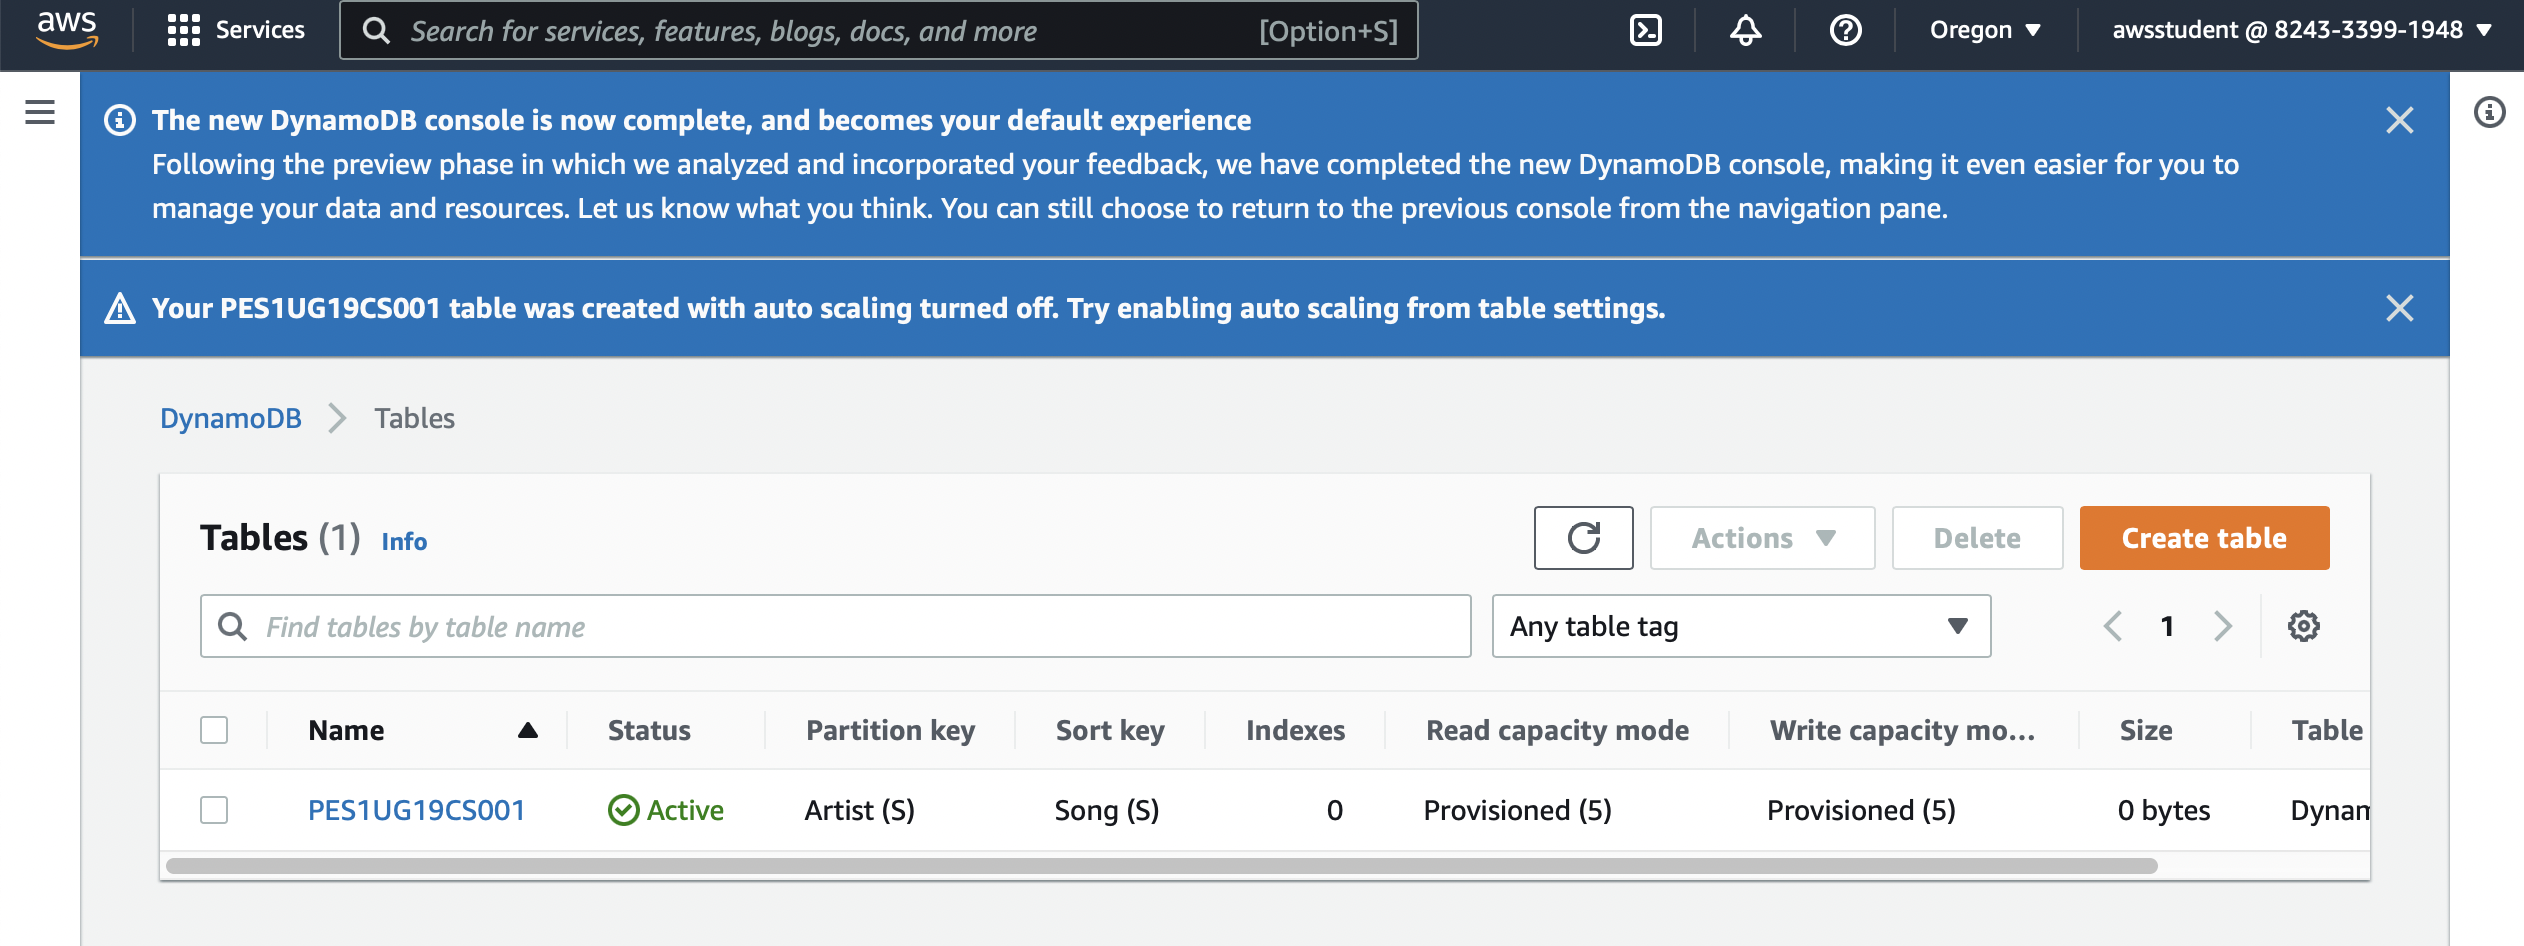 aws Services Search for services, features, blogs, docs, and more [Option+S] Oregon ▼ awsstudent @ 8243-3399-1948 ▼
The new DynamoDB console is now complete, and becomes your default experience
Following the preview phase in which we analyzed and incorporated your feedback, we have completed the new DynamoDB console, making it even easier for you to
manage your data and resources. Let us know what you think. You can still choose to return to the previous console from the navigation pane.
Your PES1UG19CS001 table was created with auto scaling turned off. Try enabling auto scaling from table settings.
DynamoDB > Tables
Tables (1) Info Actions ▼ Delete Create table
Find tables by table name Any table tag ▼ < 1 >
Name ▲ Status Partition key Sort key Indexes Read capacity mode Write capacity mo... Size Table
PES1UG19CS001 Active Artist (S) Song (S) 0 Provisioned (5) Provisioned (5) 0 bytes Dynam